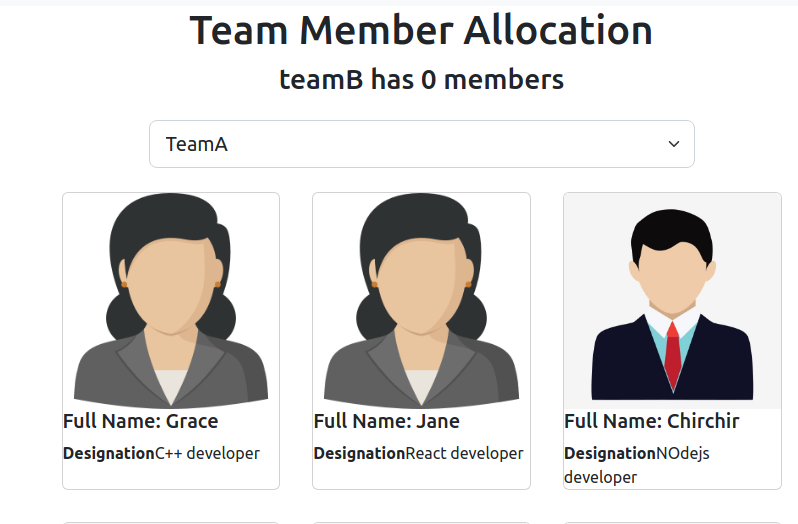 Team Member Allocation
teamB has 0 members
TeamA
Full Name: Grace
DesignationC++ developer
Full Name: Jane
DesignationReact developer
Full Name: Chirchir
DesignationNOdejs
developer